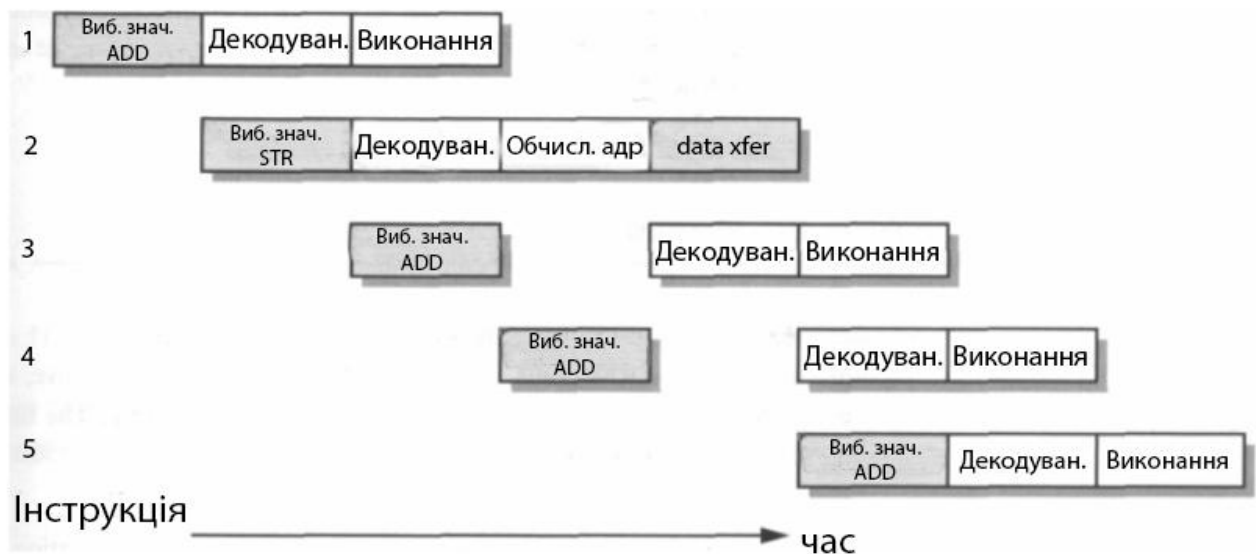 1
Виб. знач.
ADD
Декодуван.
Виконання
2
Виб. знач.
STR
Декодуван.
Обчисл. адр
data xfer
3
Виб. знач.
ADD
Декодуван.
Виконання
4
Виб. знач.
ADD
Декодуван.
Виконання
5
Виб. знач.
ADD
Декодуван.
Виконання
Інструкція
час